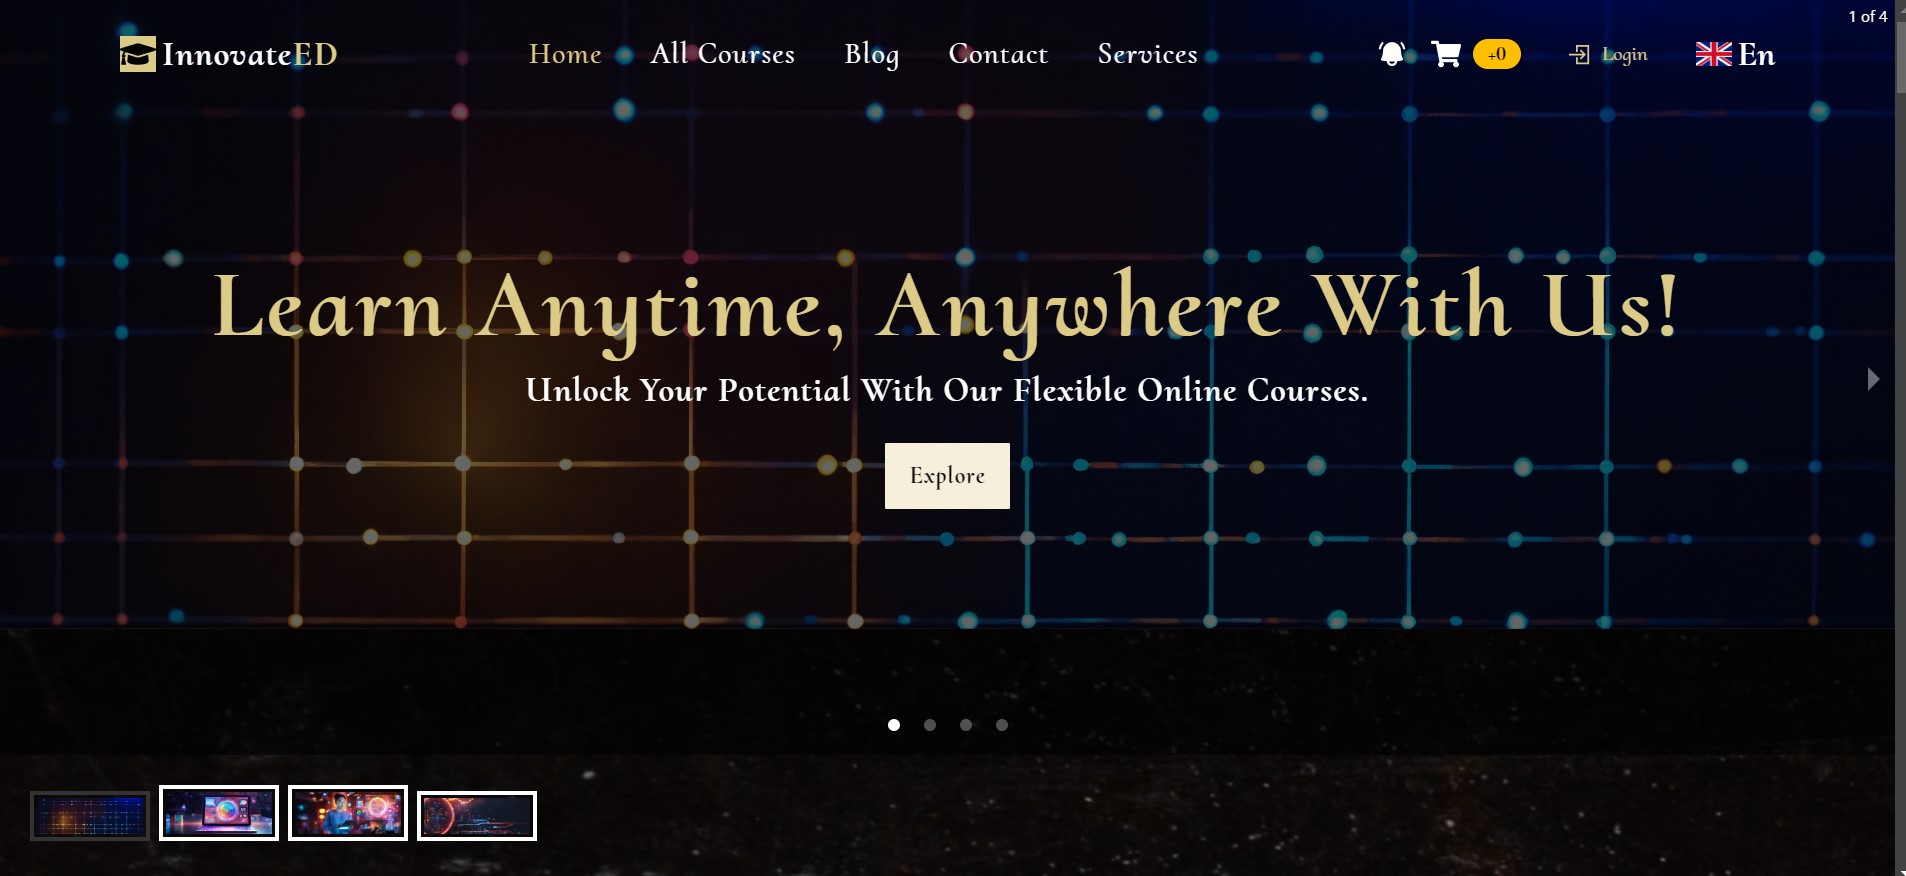 1 of 4
InnovateED
Home
All Courses
Blog
Contact
Services
+0
Login
En
Learn Anytime, Anywhere With Us!
Unlock Your Potential With Our Flexible Online Courses.
Explore